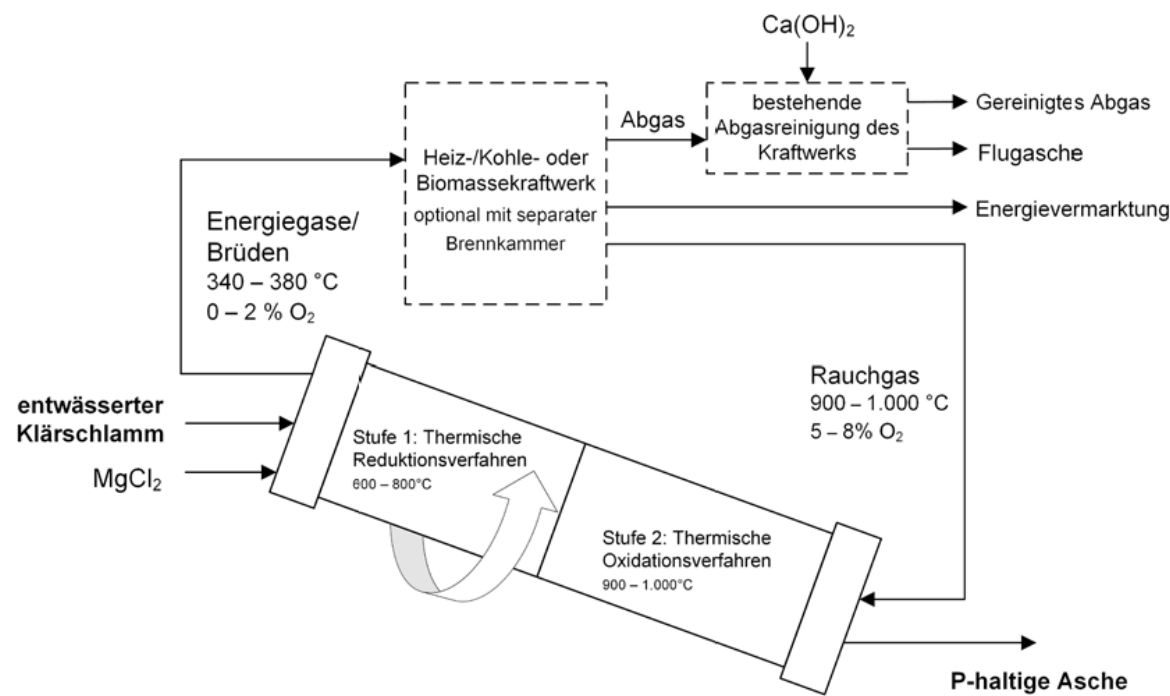 Ca(OH)₂
bestehende
Abgasreinigung des
Kraftwerks
Gereinigtes Abgas
Flugasche
Abgas
Heiz-/Kohle- oder
Biomassekraftwerk
optional mit separater
Brennkammer
Energievermarktung
Energiegase/
Brüden
340 – 380 °C
0 – 2 % O₂
Rauchgas
900 – 1.000 °C
5 – 8% O₂
entwässerter
Klärschlamm
MgCl₂
Stufe 1: Thermische
Reduktionsverfahren
600 – 800°C
Stufe 2: Thermische
Oxidationsverfahren
900 – 1.000°C
P-haltige Asche